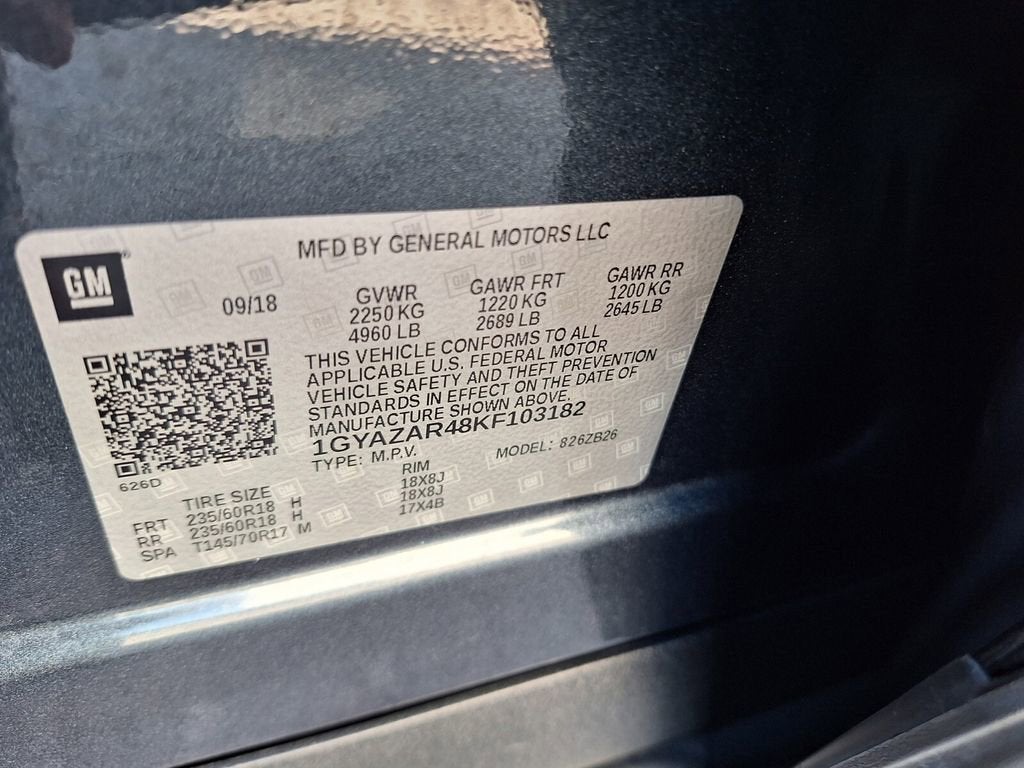 GM
MFD BY GENERAL MOTORS LLC
09/18
GVWR
2250 KG
4960 LB
GAWR FRT
1220 KG
2689 LB
GAWR RR
1200 KG
2645 LB
THIS VEHICLE CONFORMS TO ALL
APPLICABLE U.S. FEDERAL MOTOR
VEHICLE SAFETY AND THEFT PREVENTION
STANDARDS IN EFFECT ON THE DATE OF
MANUFACTURE SHOWN ABOVE.
1GYAZAR48KF103182
TYPE: M.P.V. MODEL: 826ZB26
626D
TIRE SIZE RIM
FRT 235/60R18 H 18X8J
RR 235/60R18 H 18X8J
SPA T145/70R17 M 17X4B